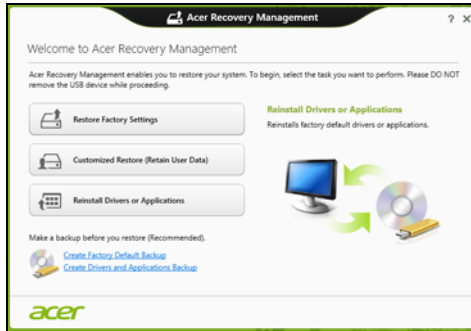 Acer Recovery Management
? X
Welcome to Acer Recovery Management
Acer Recovery Management enables you to restore your system. To begin, select the task you want to perform. Please DO NOT
remove the USB device while proceeding.
Restore Factory Settings
Reinstall Drivers or Applications
Reinstalls factory default drivers or applications.
Customized Restore (Retain User Data)
Reinstall Drivers or Applications
Make a backup before you restore (Recommended).
Create Factory Default Backup
Create Drivers and Applications Backup
acer